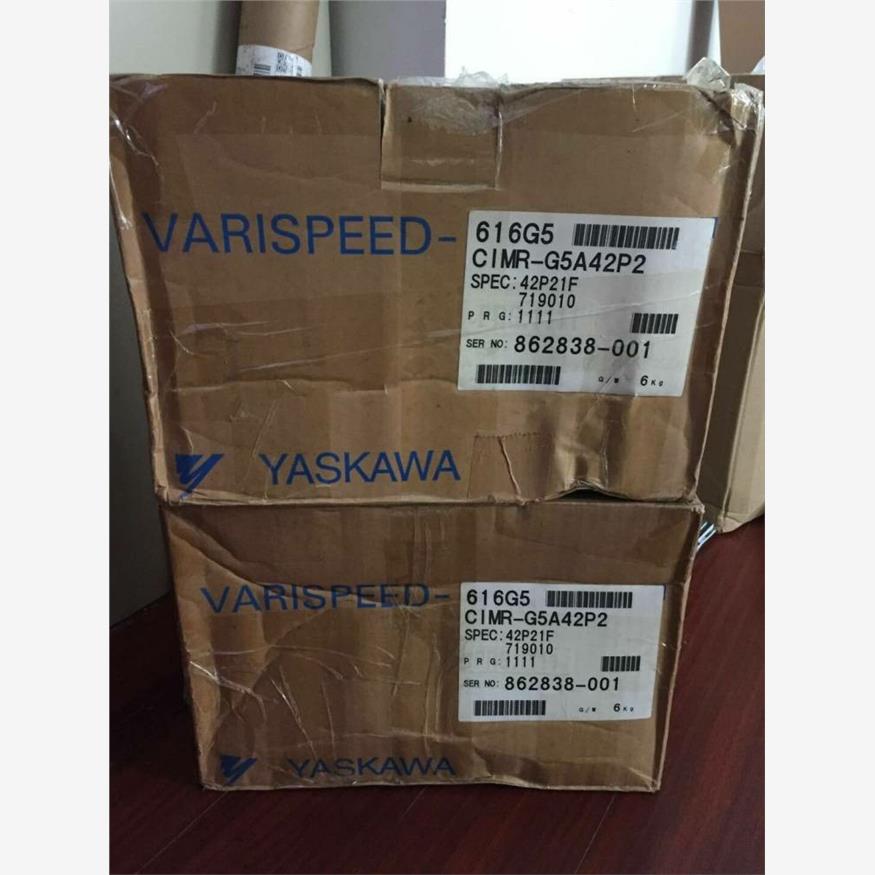 VARISPEED-
616G5
CIMR-G5A42P2
SPEC:42P21F
719010
PRG:1111
SER NO: 862838-001
G/W 6Kg
YASKAWA
VARISPEED-
616G5
CIMR-G5A42P2
SPEC:42P21F
719010
PRG:1111
SER NO: 862838-001
G/W 6Kg
YASKAWA